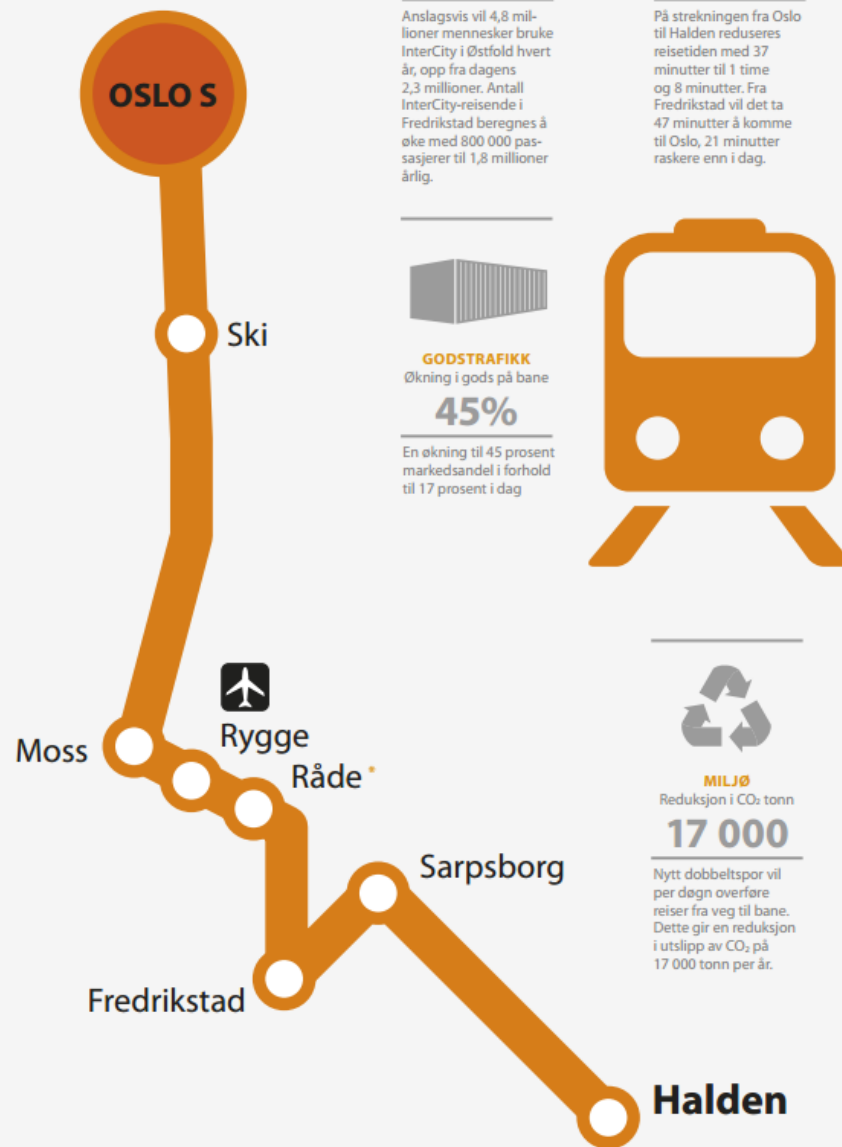 Anslagsvis vil 4,8 mil-
lioner mennesker bruke
InterCity i Østfold hvert
år, opp fra dagens
2,3 millioner. Antall
InterCity-reisende i
Fredrikstad beregnes å
øke med 800 000 pas-
sasjerer til 1,8 millioner
årlig.
På strekningen fra Oslo
til Halden reduseres
reisetiden med 37
minutter til 1 time
og 8 minutter. Fra
Fredrikstad vil det ta
47 minutter å komme
til Oslo, 21 minutter
raskere enn i dag.
OSLO S
Ski
GODSTRAFIKK
Økning i gods på bane
45%
En økning til 45 prosent
markedsandel i forhold
til 17 prosent i dag
Moss
Rygge
Råde *
MILJØ
Reduksjon i CO₂ tonn
17 000
Nytt dobbeltspor vil
per døgn overføre
reiser fra veg til bane.
Dette gir en reduksjon
i utslipp av CO₂ på
17 000 tonn per år.
Sarpsborg
Fredrikstad
Halden